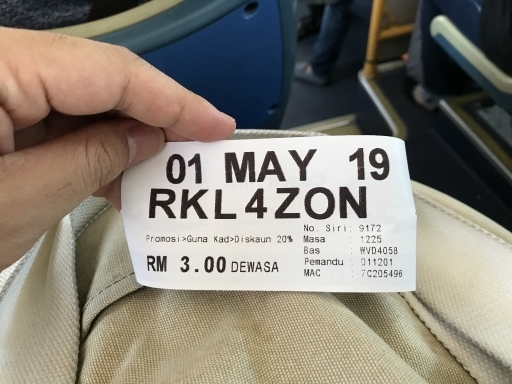 01 MAY 19
RKL4ZON
Promosi>Guna Kad>Diskaun 20%
RM 3.00 DEWASA
No. Siri: 9172
Masa : 1225
Bas : WVD4058
Pemandu : 011201
MAC : 7C205496